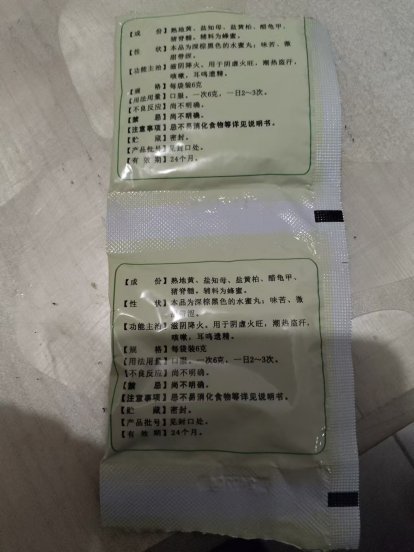 【成　　份】熟地黄、盐知母、盐黄柏、醋龟甲、
猪脊髓。辅料为蜂蜜。
【性　　状】本品为深棕黑色的水蜜丸；味苦、微
甜带涩。
【功能主治】滋阴降火。用于阴虚火旺，潮热盗汗，
咳嗽，耳鸣遗精。
【规　　格】每袋装6克
【用法用量】口服。一次6克，一日2~3次。
【不良反应】尚不明确。
【禁　　忌】尚不明确。
【注意事项】忌不易消化食物等详见说明书。
【贮　　藏】密封。
【产品批号】见封口处。
【有 效 期】24个月。
【成　　份】熟地黄、盐知母、盐黄柏、醋龟甲、
猪脊髓。辅料为蜂蜜。
【性　　状】本品为深棕黑色的水蜜丸；味苦、微
涩。
【功能主治】滋阴降火。用于阴虚火旺，潮热盗汗，
咳嗽，耳鸣遗精。
【规　　格】每袋装6克
【用法用量】口服。一次6克，一日2~3次。
【不良反应】尚不明确。
【禁　　忌】尚不明确。
【注意事项】忌不易消化食物等详见说明书。
【贮　　藏】密封。
【产品批号】见封口处。
【有 效 期】24个月。